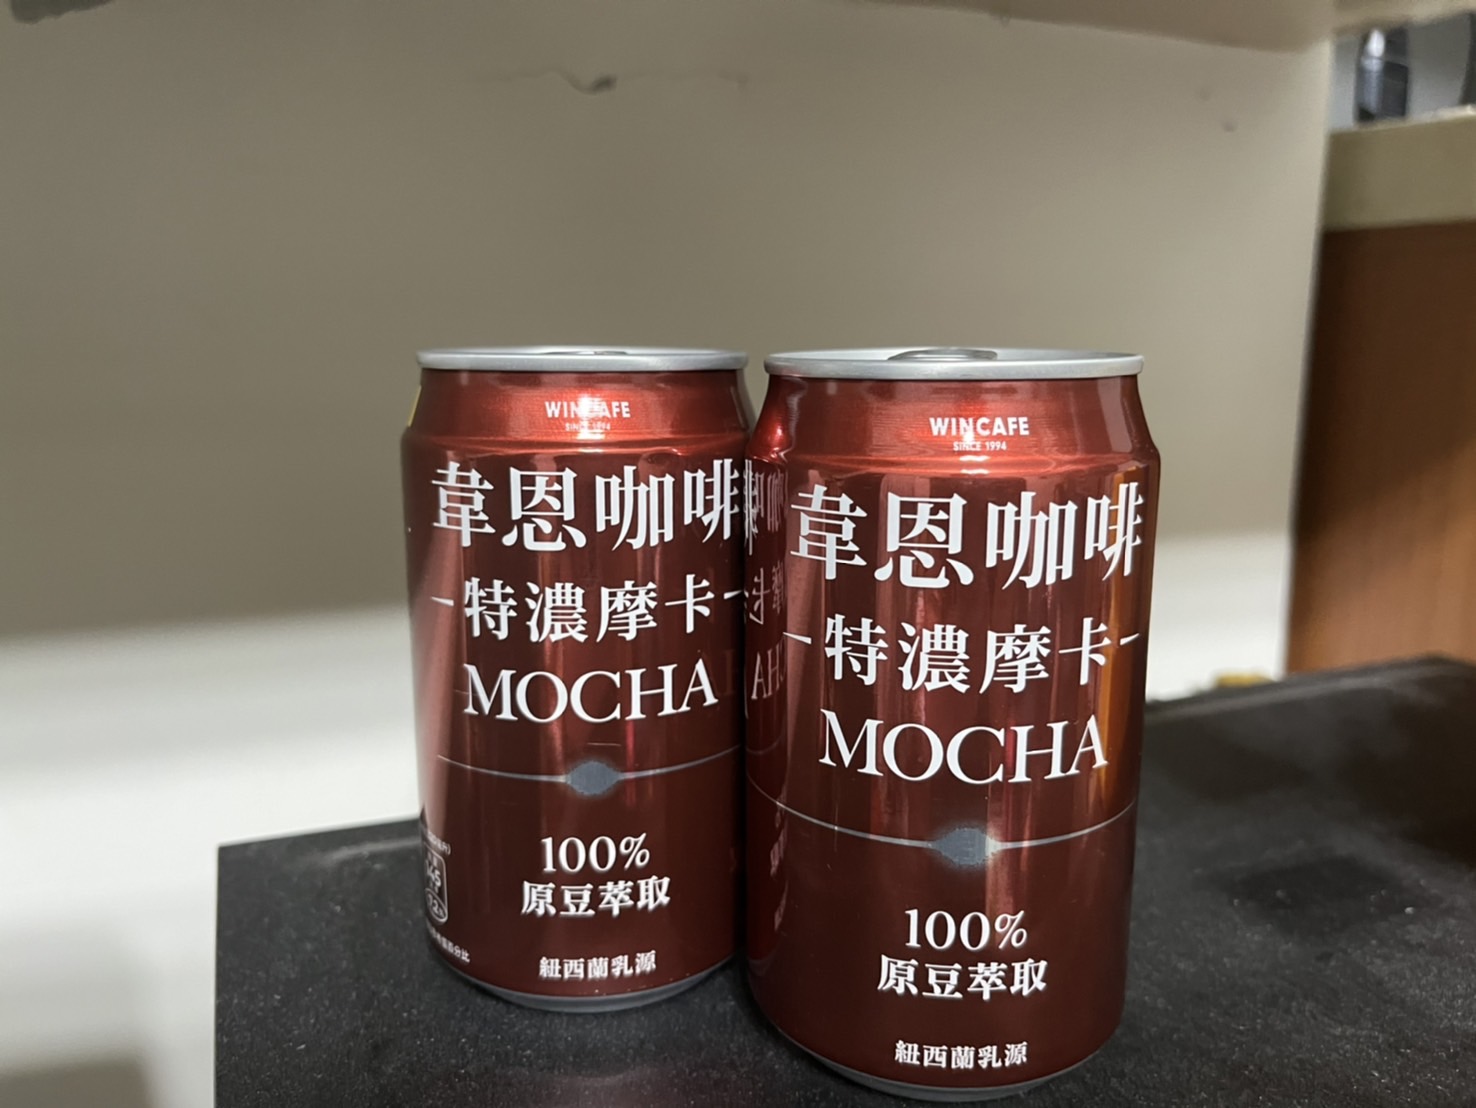 WINCAFE
SINCE 1994
韋恩咖啡
特濃摩卡
MOCHA
100%
原豆萃取
紐西蘭乳源
WINCAFE
SINCE 1994
韋恩咖啡
特濃摩卡
MOCHA
100%
原豆萃取
紐西蘭乳源